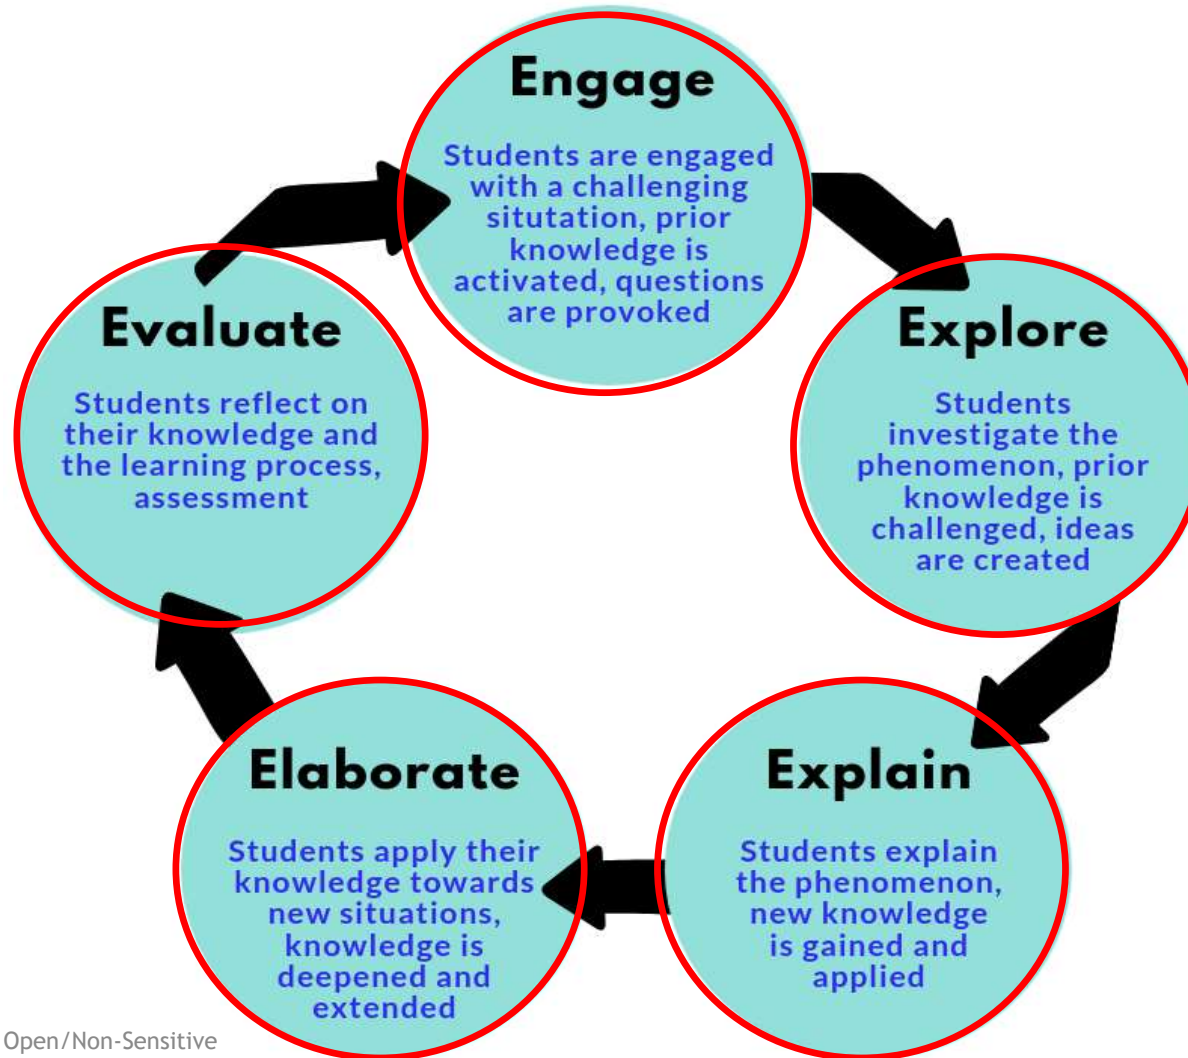 Engage
Students are engaged
with a challenging
situtation, prior
knowledge is
activated, questions
are provoked
Explore
Students
investigate the
phenomenon, prior
knowledge is
challenged, ideas
are created
Explain
Students explain
the phenomenon,
new knowledge
is gained and
applied
Elaborate
Students apply their
knowledge towards
new situations,
knowledge is
deepened and
extended
Evaluate
Students reflect on
their knowledge and
the learning process,
assessment
Open/Non-Sensitive